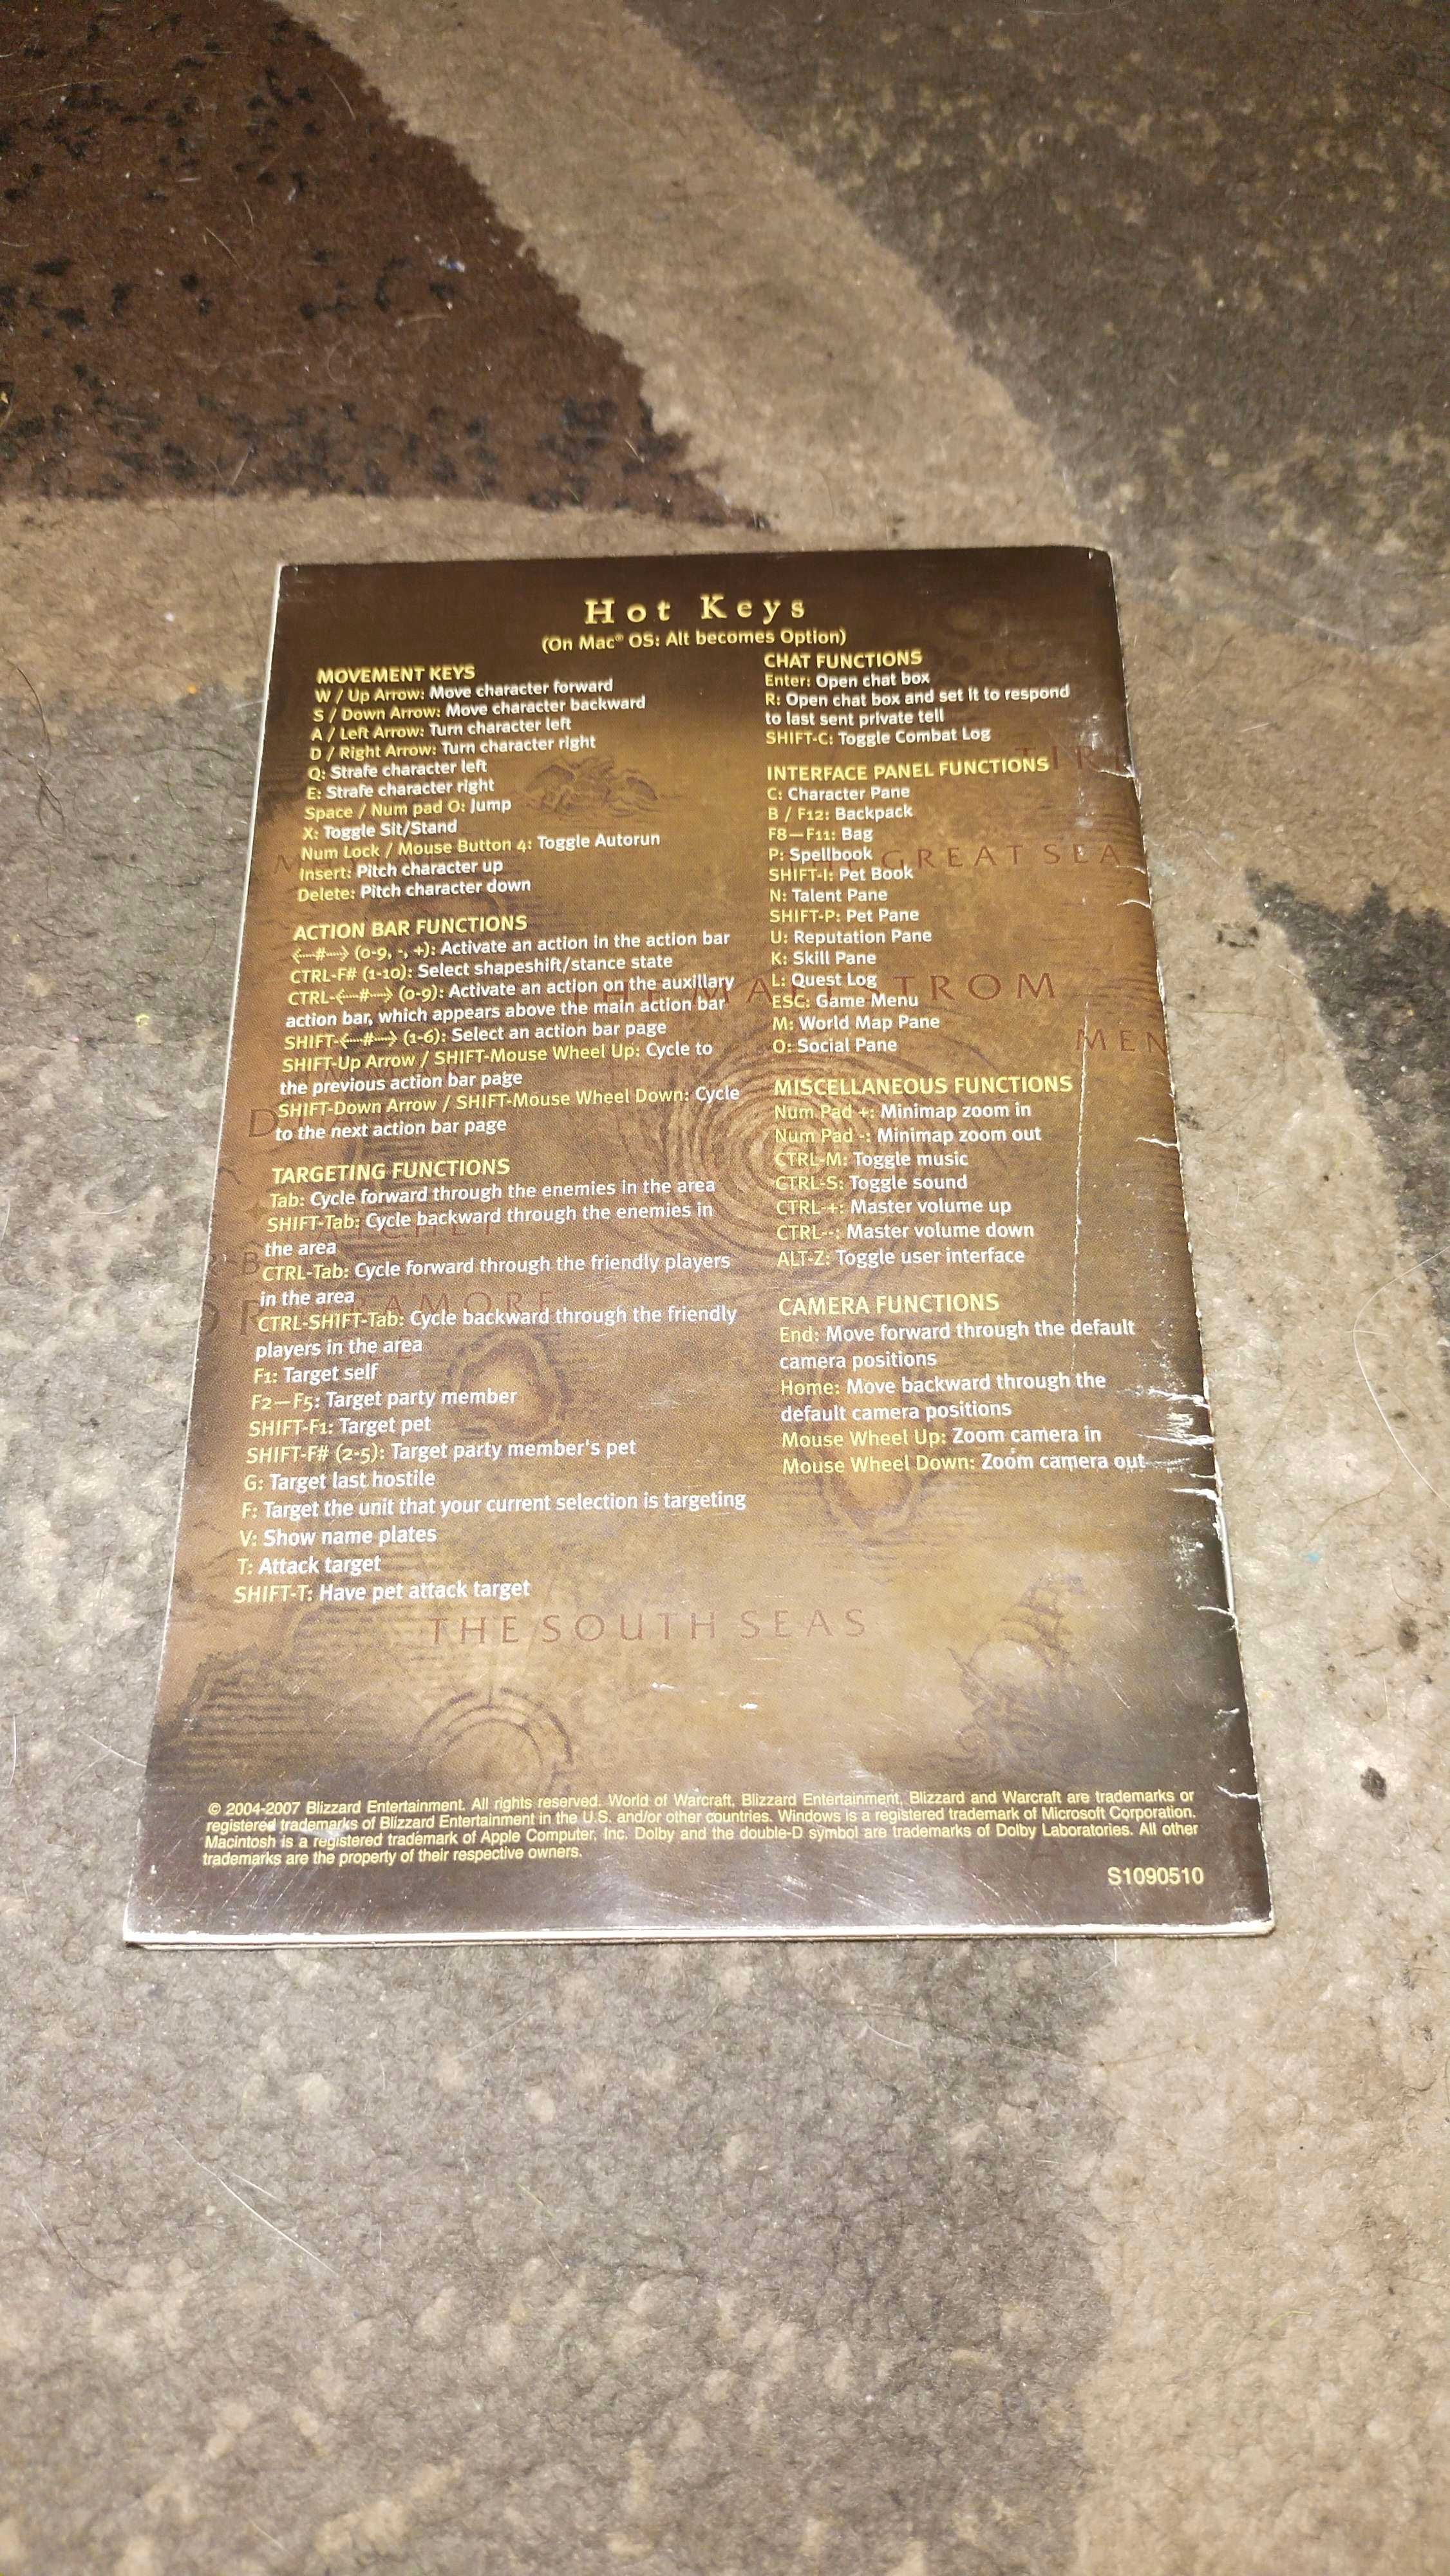 Hot Keys
(On Mac® OS: Alt becomes Option)
MOVEMENT KEYS
W / Up Arrow: Move character forward
S / Down Arrow: Move character backward
A / Left Arrow: Turn character left
D / Right Arrow: Turn character right
Q: Strafe character left
E: Strafe character right
Space / Num pad 0: Jump
X: Toggle Sit/Stand
Num Lock / Mouse Button 4: Toggle Autorun
Insert: Pitch character up
Delete: Pitch character down
ACTION BAR FUNCTIONS
<--#--> (0-9, -, +): Activate an action in the action bar
CTRL-F# (1-10): Select shapeshift/stance state
CTRL-<--#--> (0-9): Activate an action on the auxillary
action bar, which appears above the main action bar
SHIFT-<--#--> (1-6): Select an action bar page
SHIFT-Up Arrow / SHIFT-Mouse Wheel Up: Cycle to
the previous action bar page
SHIFT-Down Arrow / SHIFT-Mouse Wheel Down: Cycle
to the next action bar page
TARGETING FUNCTIONS
Tab: Cycle forward through the enemies in the area
SHIFT-Tab: Cycle backward through the enemies in
the area
CTRL-Tab: Cycle forward through the friendly players
in the area
CTRL-SHIFT-Tab: Cycle backward through the friendly
players in the area
F1: Target self
F2—F5: Target party member
SHIFT-F1: Target pet
SHIFT-F# (2-5): Target party member's pet
G: Target last hostile
F: Target the unit that your current selection is targeting
V: Show name plates
T: Attack target
SHIFT-T: Have pet attack target
CHAT FUNCTIONS
Enter: Open chat box
R: Open chat box and set it to respond
to last sent private tell
SHIFT-C: Toggle Combat Log
INTERFACE PANEL FUNCTIONS
C: Character Pane
B / F12: Backpack
F8—F11: Bag
P: Spellbook
SHIFT-I: Pet Book
N: Talent Pane
SHIFT-P: Pet Pane
U: Reputation Pane
K: Skill Pane
L: Quest Log
ESC: Game Menu
M: World Map Pane
O: Social Pane
MISCELLANEOUS FUNCTIONS
Num Pad +: Minimap zoom in
Num Pad -: Minimap zoom out
CTRL-M: Toggle music
CTRL-S: Toggle sound
CTRL-+: Master volume up
CTRL--: Master volume down
ALT-Z: Toggle user interface
CAMERA FUNCTIONS
End: Move forward through the default
camera positions
Home: Move backward through the
default camera positions
Mouse Wheel Up: Zoom camera in
Mouse Wheel Down: Zoom camera out
GREAT SEA
MEN
THE SOUTH SEAS
© 2004-2007 Blizzard Entertainment. All rights reserved. World of Warcraft, Blizzard Entertainment, Blizzard and Warcraft are trademarks or
registered trademarks of Blizzard Entertainment in the U.S. and/or other countries. Windows is a registered trademark of Microsoft Corporation.
Macintosh is a registered trademark of Apple Computer, Inc. Dolby and the double-D symbol are trademarks of Dolby Laboratories. All other
trademarks are the property of their respective owners.
S1090510